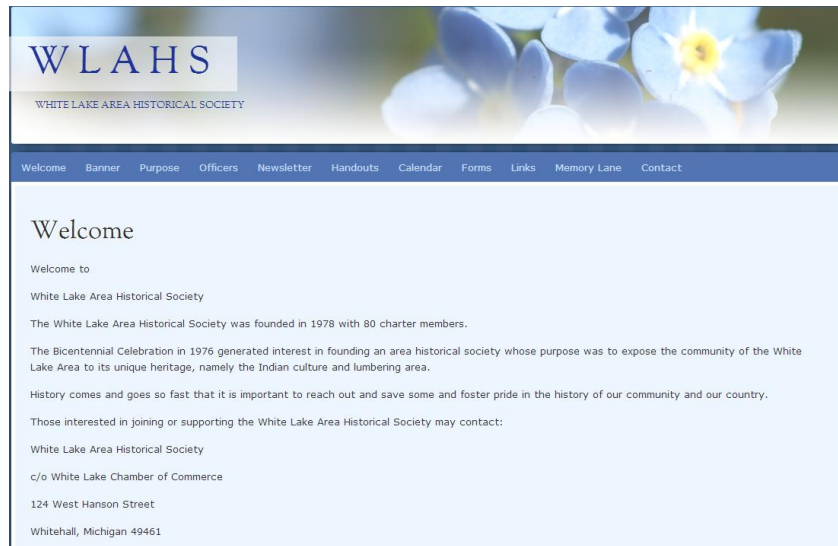 WLAHS
WHITE LAKE AREA HISTORICAL SOCIETY
Welcome Banner Purpose Officers Newsletter Handouts Calendar Forms Links Memory Lane Contact
Welcome
Welcome to
White Lake Area Historical Society
The White Lake Area Historical Society was founded in 1978 with 80 charter members.
The Bicentennial Celebration in 1976 generated interest in founding an area historical society whose purpose was to expose the community of the White
Lake Area to its unique heritage, namely the Indian culture and lumbering area.
History comes and goes so fast that it is important to reach out and save some and foster pride in the history of our community and our country.
Those interested in joining or supporting the White Lake Area Historical Society may contact:
White Lake Area Historical Society
c/o White Lake Chamber of Commerce
124 West Hanson Street
Whitehall, Michigan 49461